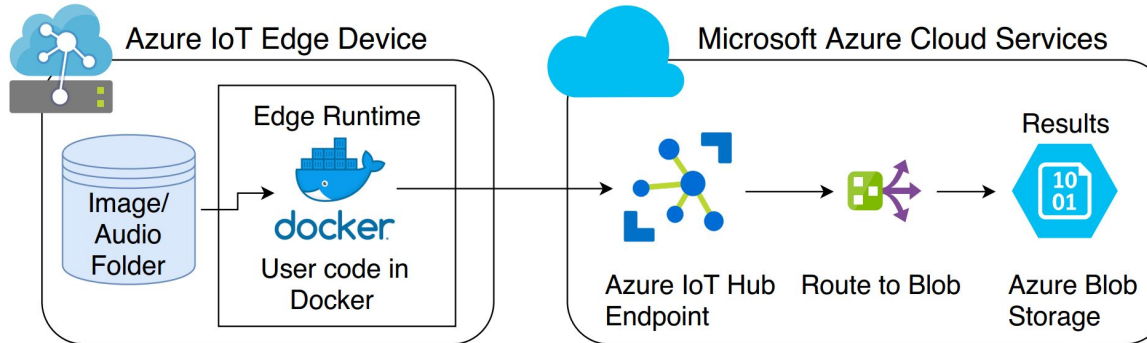 Azure IoT Edge Device
Microsoft Azure Cloud Services
Edge Runtime
Image/
Audio
Folder
docker
User code in
Docker
Azure IoT Hub
Endpoint
Route to Blob
Results
10
01
Azure Blob
Storage